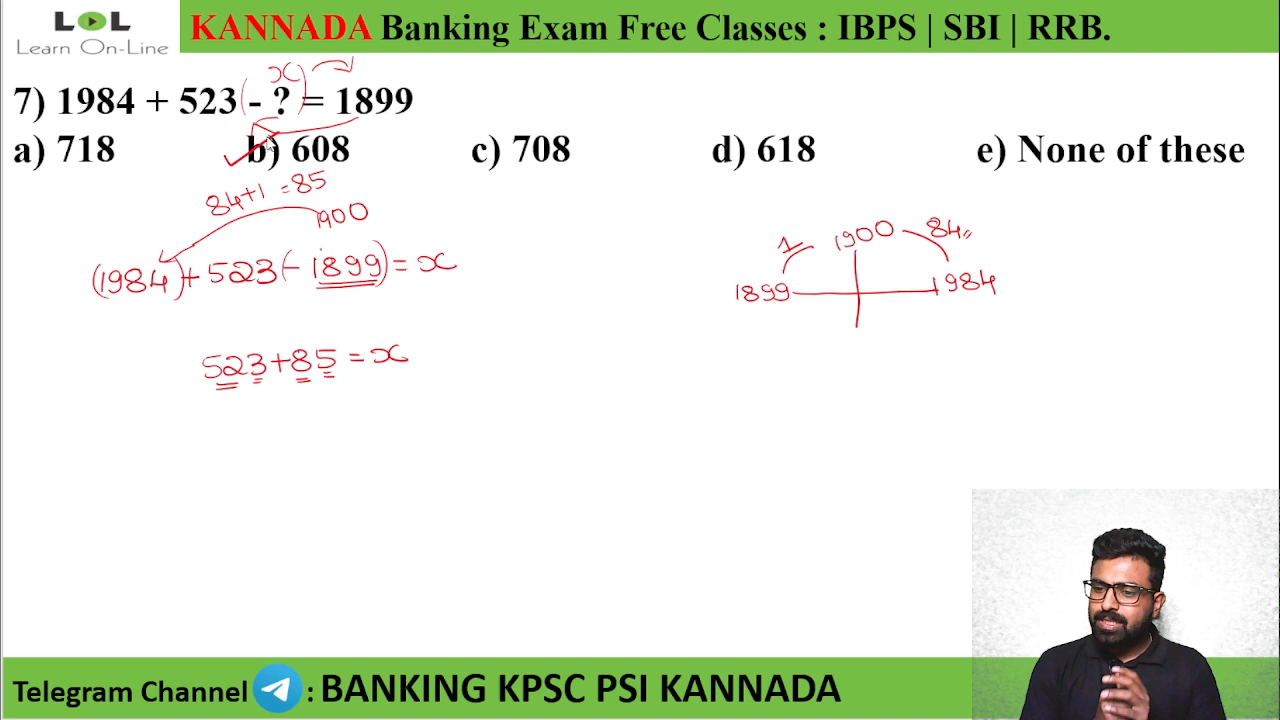 LOL
Learn On-Line
KANNADA Banking Exam Free Classes : IBPS | SBI | RRB.
x
7) 1984 + 523 ( - ? ) = 1899
a) 718 b) 608 c) 708 d) 618 e) None of these
84+1 = 85
1900
(1984) + 523 (- 1899) = x
523 + 85 = x
1 1900 84
1899 1984
Telegram Channel : BANKING KPSC PSI KANNADA